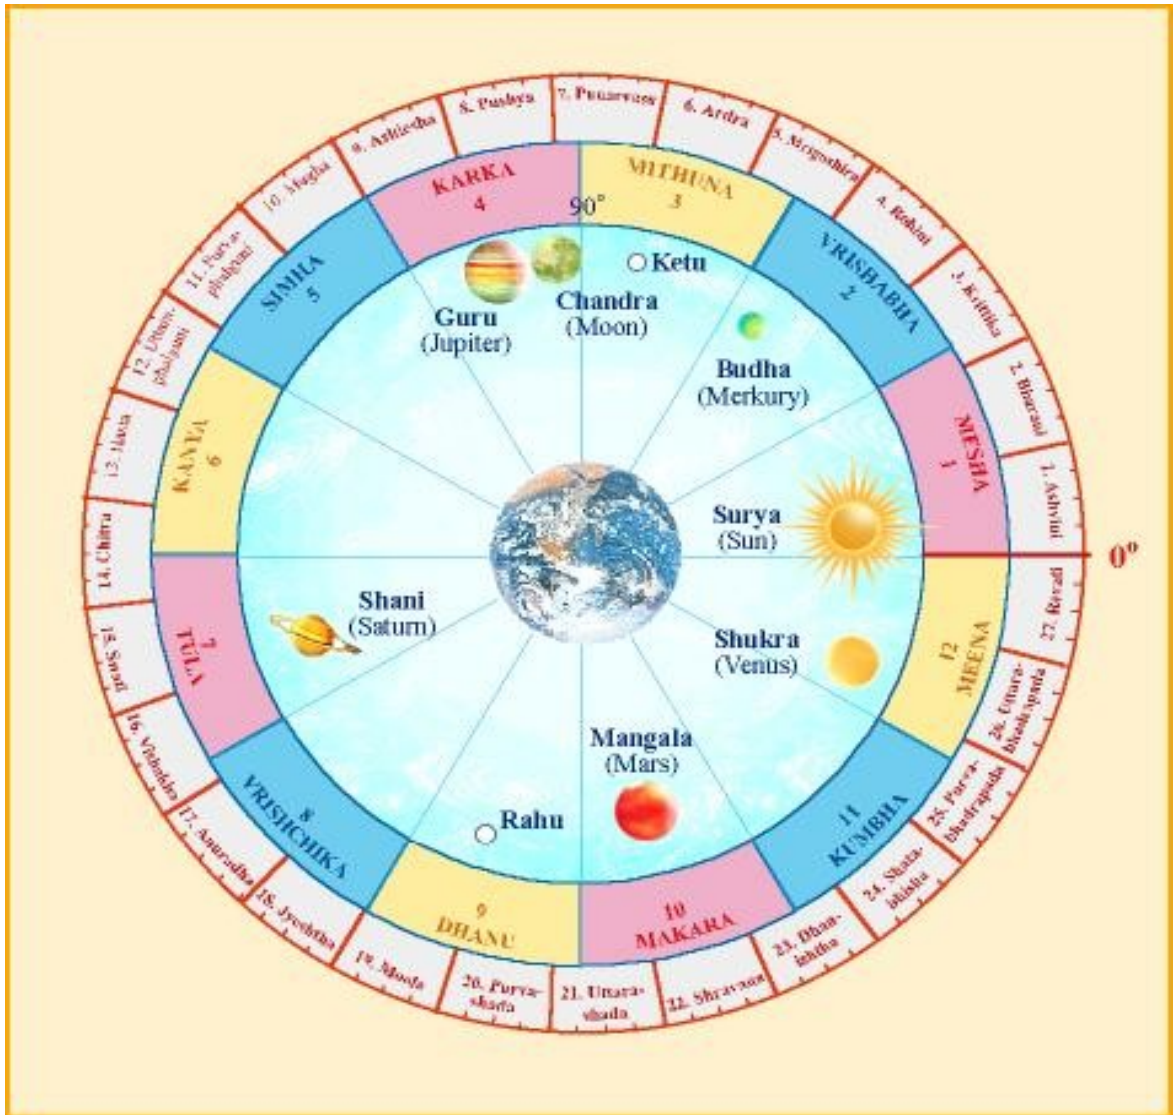 8. Pushya
7. Punarvasu
6. Ardra
9. Ashlesha
5. Mrigashira
10. Magha
4. Rohini
11. Purva-
phalguni
3. Krittika
12. Uttara-
phalguni
2. Bharani
13. Hasta
1. Ashvini
14. Chitra
27. Revati
15. Swati
26. Uttara-
bhadrapada
16. Vishakha
25. Purva-
bhadrapada
17. Anuradha
24. Shata-
bhisha
18. Jyeshtha
23. Dhan-
ishtha
19. Moola
20. Purva-
shada
21. Uttara-
shada
22. Shravana
KARKA
4
MITHUNA
3
90°
SIMHA
5
VRISHABHA
2
KANYA
6
MESHA
1
0°
7
TULA
12
MEENA
8
VRISHCHIKA
11
KUMBHA
9
DHANU
10
MAKARA
Ketu
Chandra
(Moon)
Guru
(Jupiter)
Budha
(Merkury)
Surya
(Sun)
Shani
(Saturn)
Shukra
(Venus)
Mangala
(Mars)
Rahu